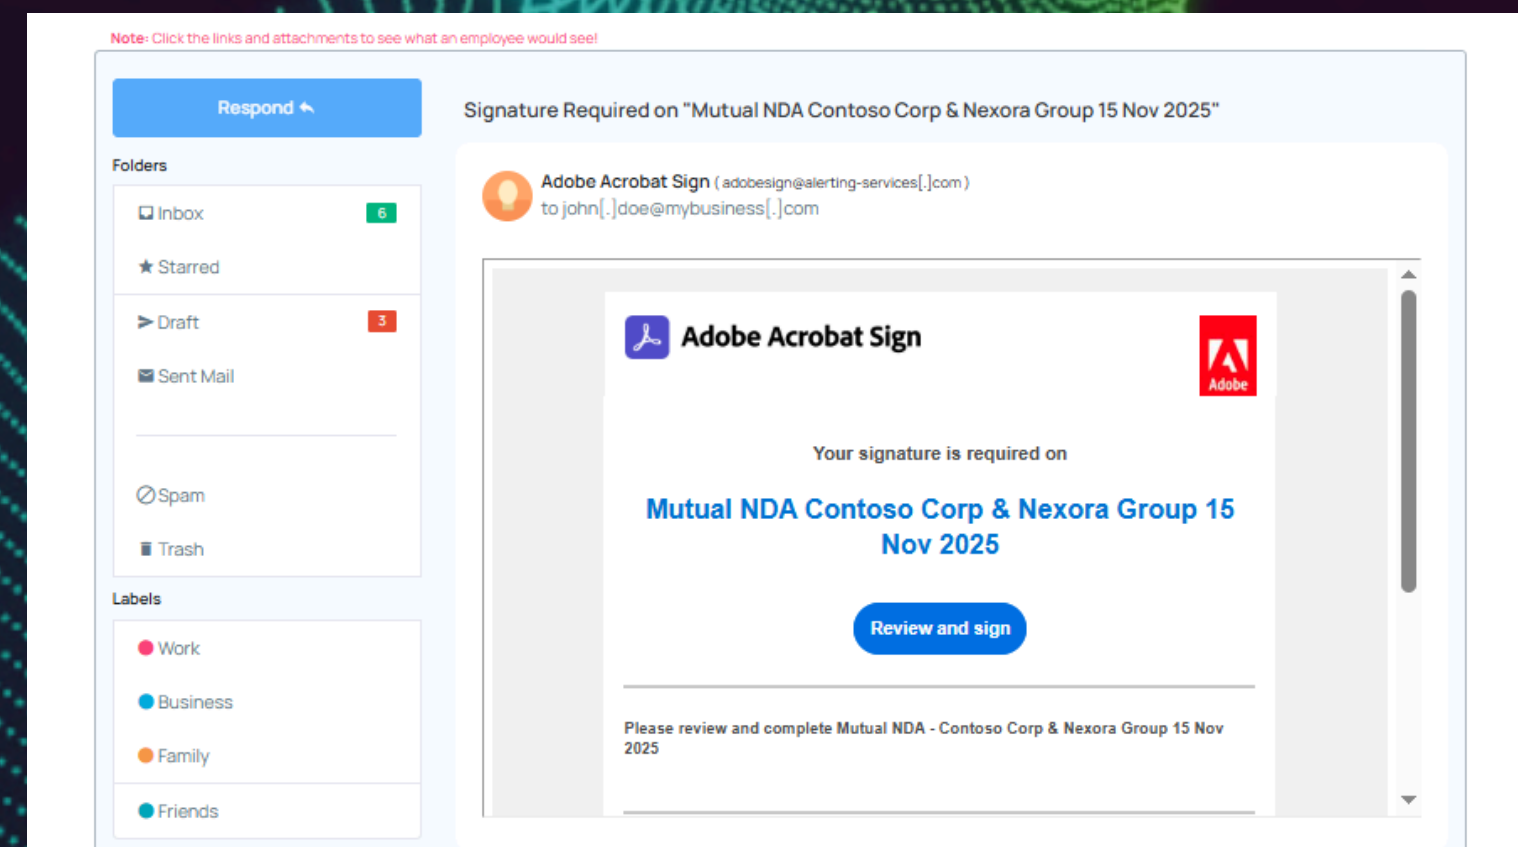 Note: Click the links and attachments to see what an employee would see!
Respond
Signature Required on "Mutual NDA Contoso Corp & Nexora Group 15 Nov 2025"
Folders
Inbox 6
Starred
Draft 3
Sent Mail
Spam
Trash
Labels
Work
Business
Family
Friends
Adobe Acrobat Sign ( adobesign@alerting-services[.]com )
to john[.]doe@mybusiness[.]com
Adobe Acrobat Sign
Adobe
Your signature is required on
Mutual NDA Contoso Corp & Nexora Group 15
Nov 2025
Review and sign
Please review and complete Mutual NDA - Contoso Corp & Nexora Group 15 Nov
2025